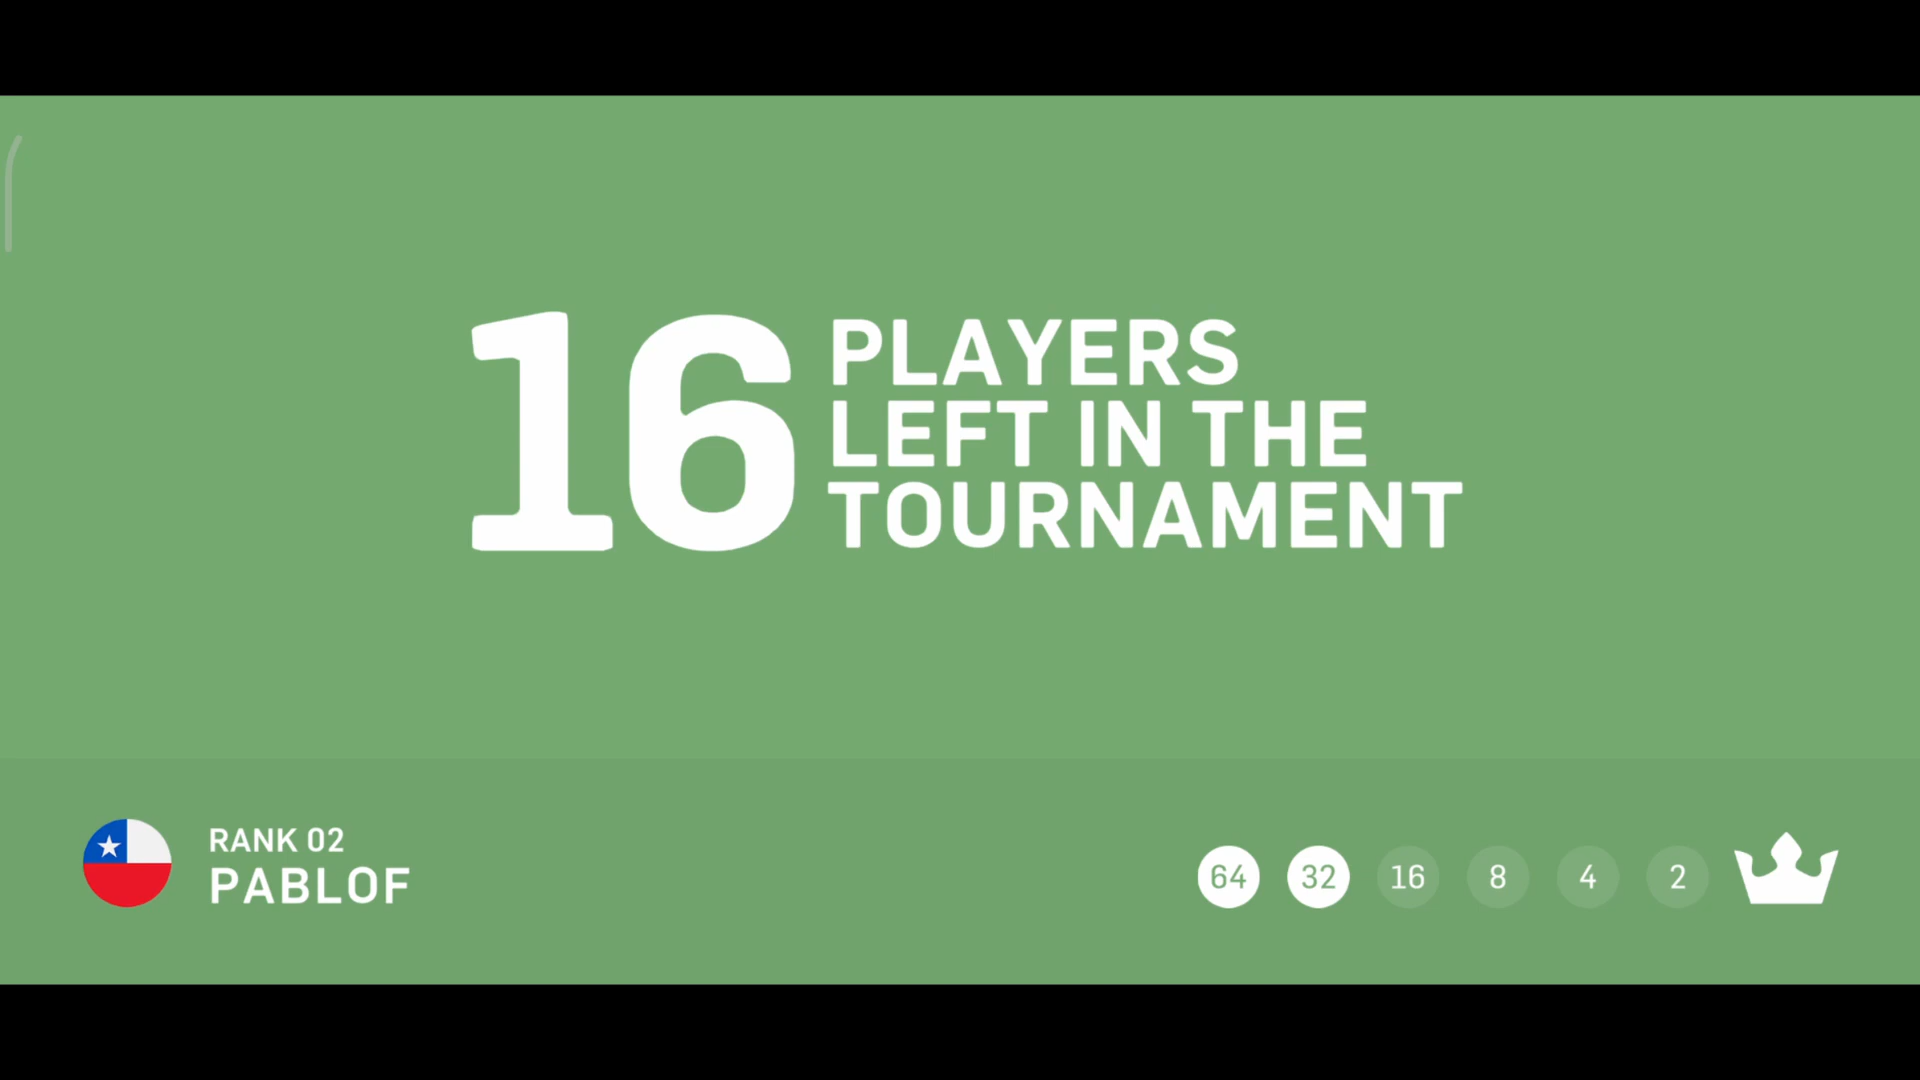 16
PLAYERS
LEFT IN THE
TOURNAMENT
RANK 02
PABLOF
64 32 16 8 4 2